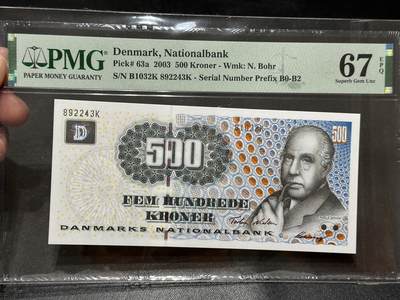 PMG
PAPER MONEY GUARANTY
Denmark, Nationalbank
Pick# 63a 2003 500 Kroner - Wmk: N. Bohr
S/N B1032K 892243K - Serial Number Prefix B0-B2
67 EPQ
Superb Gem Unc
892243K
D
500
500
FEM HUNDREDE
KRONER
DANMARKS NATIONALBANK